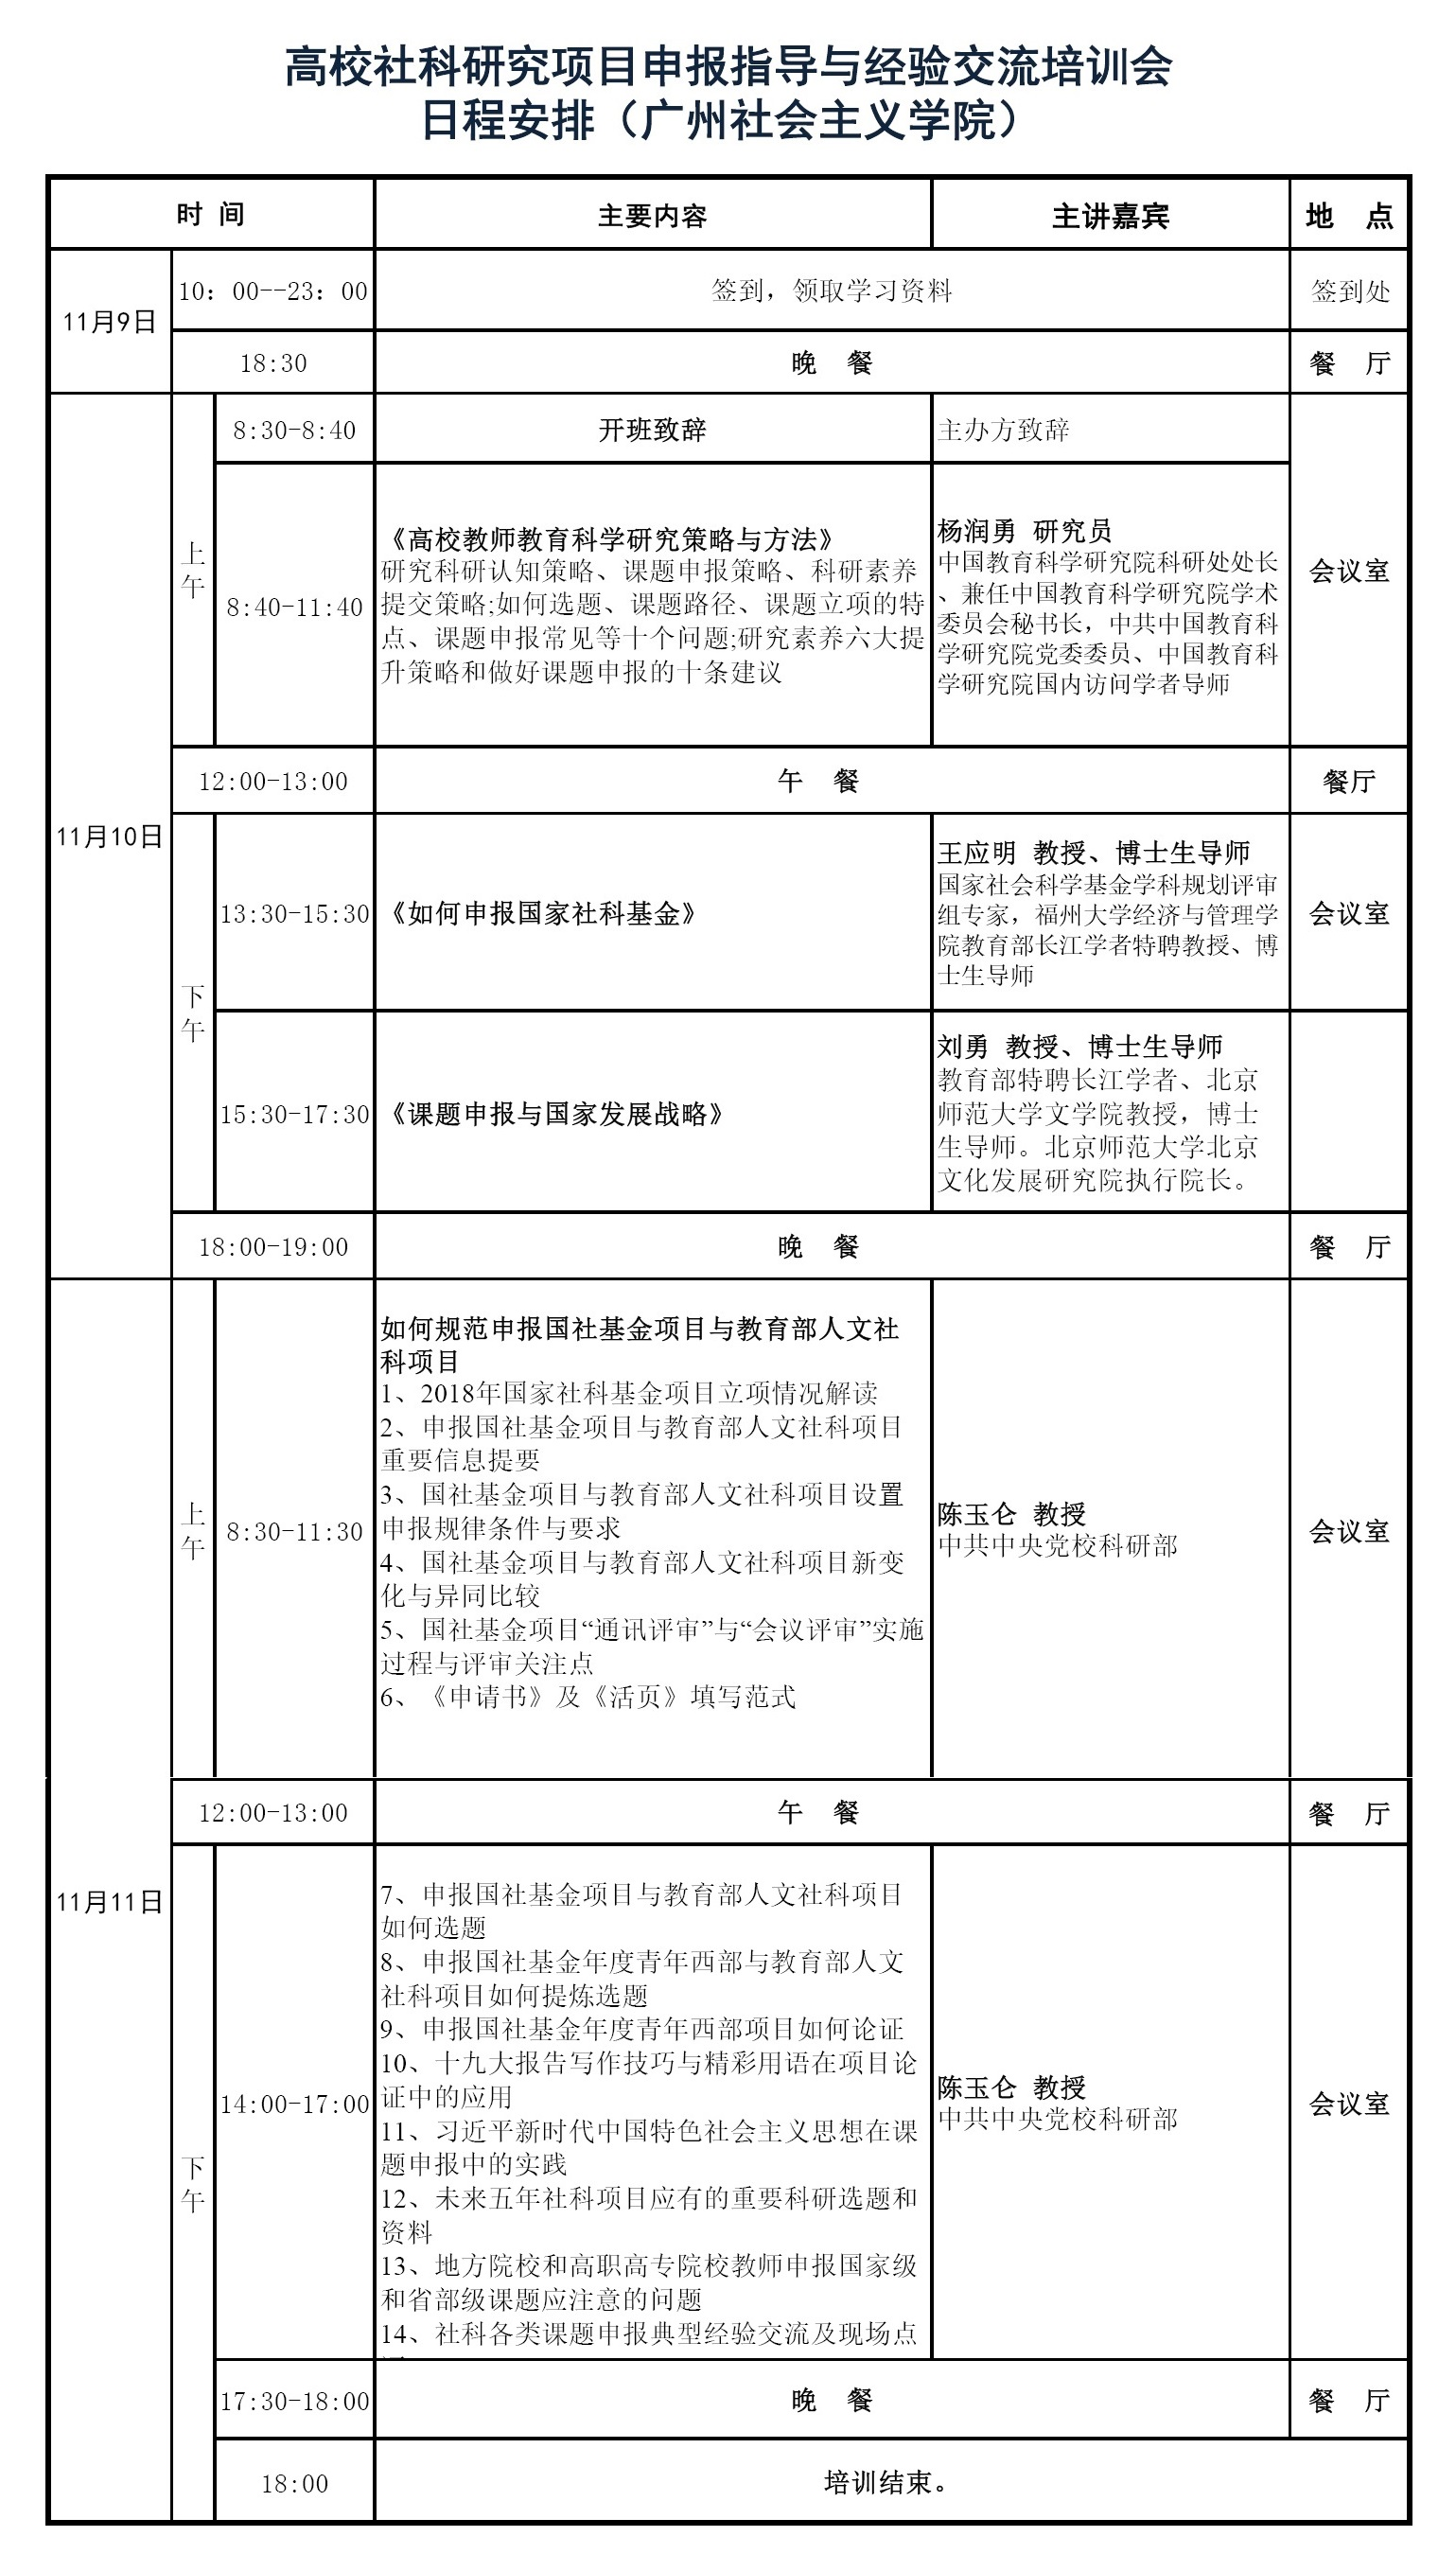 高校社科研究项目申报指导与经验交流培训会
日程安排（广州社会主义学院）
时 间
主要内容
主讲嘉宾
地 点
11月9日
10：00--23：00
签到，领取学习资料
签到处
18:30
晚 餐
餐 厅
11月10日
上午
8:30-8:40
开班致辞
主办方致辞
会议室
8:40-11:40
《高校教师教育科学研究策略与方法》
研究科研认知策略、课题申报策略、科研素养
提交策略;如何选题、课题路径、课题立项的特
点、课题申报常见等十个问题;研究素养六大提
升策略和做好课题申报的十条建议
杨润勇 研究员
中国教育科学研究院科研处处长
、兼任中国教育科学研究院学术
委员会秘书长，中共中国教育科
学研究院党委委员、中国教育科
学研究院国内访问学者导师
12:00-13:00
午 餐
餐厅
下午
13:30-15:30
《如何申报国家社科基金》
王应明 教授、博士生导师
国家社会科学基金学科规划评审
组专家，福州大学经济与管理学
院教育部长江学者特聘教授、博
士生导师
会议室
15:30-17:30
《课题申报与国家发展战略》
刘勇 教授、博士生导师
教育部特聘长江学者、北京
师范大学文学院教授，博士
生导师。北京师范大学北京
文化发展研究院执行院长。
18:00-19:00
晚 餐
餐 厅
11月11日
上午
8:30-11:30
如何规范申报国社基金项目与教育部人文社
科项目
1、2018年国家社科基金项目立项情况解读
2、申报国社基金项目与教育部人文社科项目
重要信息提要
3、国社基金项目与教育部人文社科项目设置
申报规律条件与要求
4、国社基金项目与教育部人文社科项目新变
化与异同比较
5、国社基金项目“通讯评审”与“会议评审”实施
过程与评审关注点
6、《申请书》及《活页》填写范式
陈玉仑 教授
中共中央党校科研部
会议室
12:00-13:00
午 餐
餐 厅
下午
14:00-17:00
7、申报国社基金项目与教育部人文社科项目
如何选题
8、申报国社基金年度青年西部与教育部人文
社科项目如何提炼选题
9、申报国社基金年度青年西部项目如何论证
10、十九大报告写作技巧与精彩用语在项目论
证中的应用
11、习近平新时代中国特色社会主义思想在课
题申报中的实践
12、未来五年社科项目应有的重要科研选题和
资料
13、地方院校和高职高专院校教师申报国家级
和省部级课题应注意的问题
14、社科各类课题申报典型经验交流及现场点
陈玉仑 教授
中共中央党校科研部
会议室
17:30-18:00
晚 餐
餐 厅
18:00
培训结束。